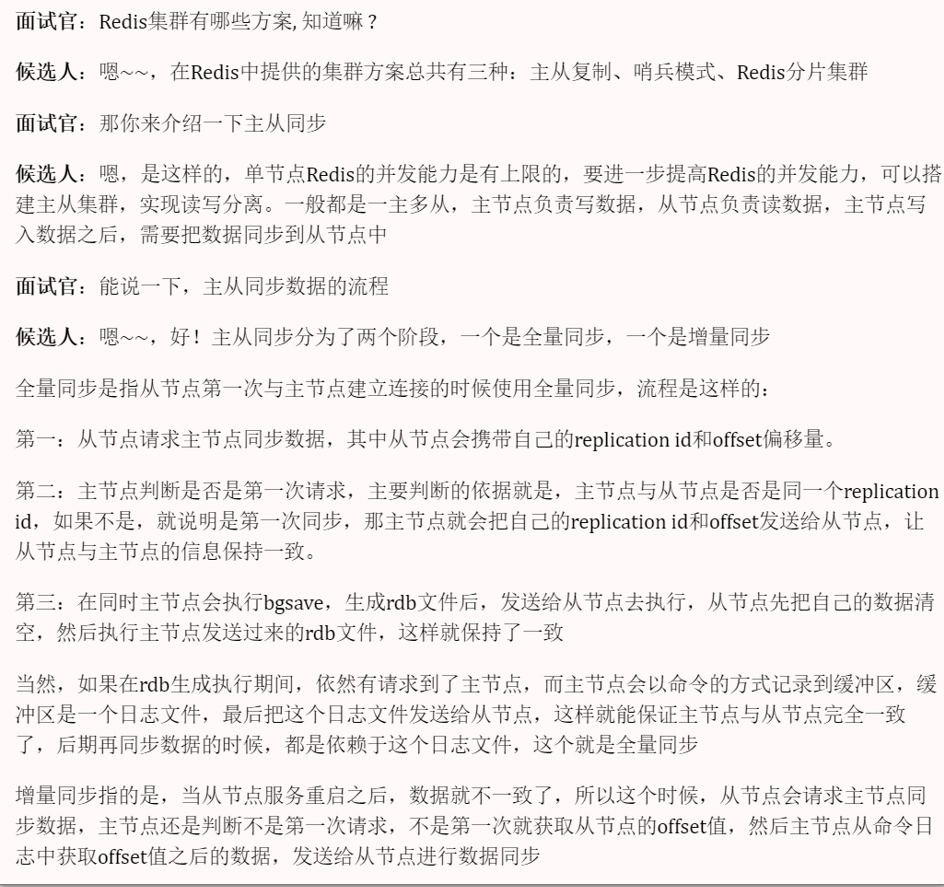 面试官：Redis集群有哪些方案, 知道嘛？
候选人：嗯~~，在Redis中提供的集群方案总共有三种：主从复制、哨兵模式、Redis分片集群
面试官：那你来介绍一下主从同步
候选人：嗯，是这样的，单节点Redis的并发能力是有上限的，要进一步提高Redis的并发能力，可以搭
建主从集群，实现读写分离。一般都是一主多从，主节点负责写数据，从节点负责读数据，主节点写
入数据之后，需要把数据同步到从节点中
面试官：能说一下，主从同步数据的流程
候选人：嗯~~，好！主从同步分为了两个阶段，一个是全量同步，一个是增量同步
全量同步是指从节点第一次与主节点建立连接的时候使用全量同步，流程是这样的：
第一：从节点请求主节点同步数据，其中从节点会携带自己的replication id和offset偏移量。
第二：主节点判断是否是第一次请求，主要判断的依据就是，主节点与从节点是否是同一个replication
id，如果不是，就说明是第一次同步，那主节点就会把自己的replication id和offset发送给从节点，让
从节点与主节点的信息保持一致。
第三：在同时主节点会执行bgsave，生成rdb文件后，发送给从节点去执行，从节点先把自己的数据清
空，然后执行主节点发送过来的rdb文件，这样就保持了一致
当然，如果在rdb生成执行期间，依然有请求到了主节点，而主节点会以命令的方式记录到缓冲区，缓
冲区是一个日志文件，最后把这个日志文件发送给从节点，这样就能保证主节点与从节点完全一致
了，后期再同步数据的时候，都是依赖于这个日志文件，这个就是全量同步
增量同步指的是，当从节点服务重启之后，数据就不一致了，所以这个时候，从节点会请求主节点同
步数据，主节点还是判断不是第一次请求，不是第一次就获取从节点的offset值，然后主节点从命令日
志中获取offset值之后的数据，发送给从节点进行数据同步